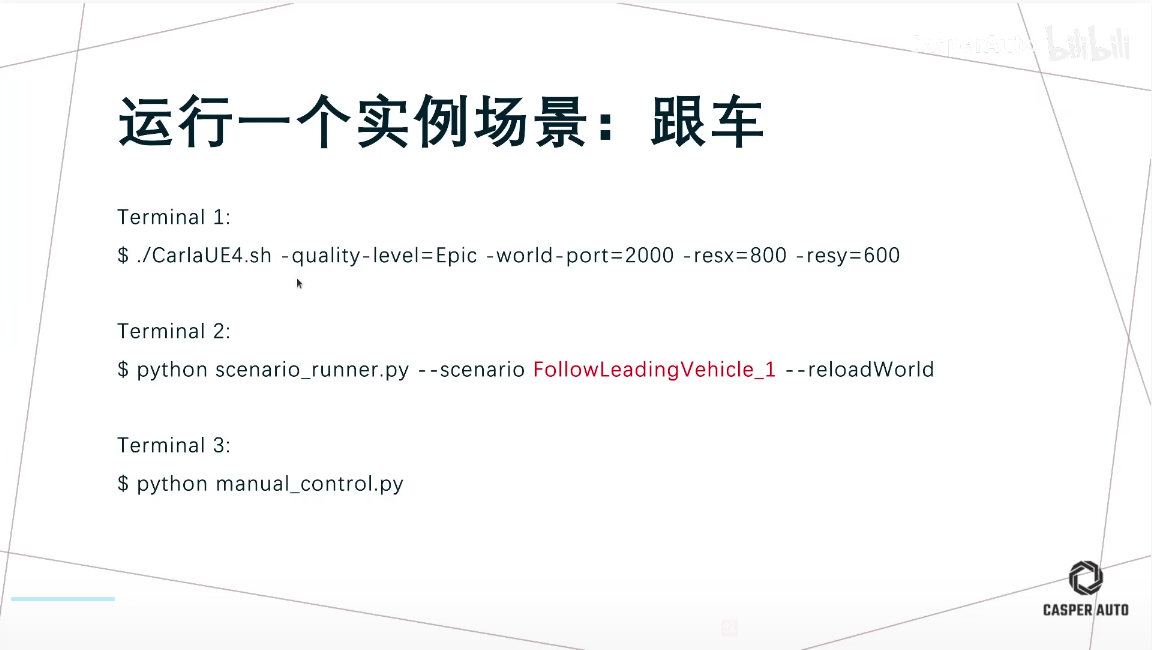 CasperAuto bilibili
运行一个实例场景：跟车
Terminal 1:
$ ./CarlaUE4.sh -quality-level=Epic -world-port=2000 -resx=800 -resy=600
Terminal 2:
$ python scenario_runner.py --scenario FollowLeadingVehicle_1 --reloadWorld
Terminal 3:
$ python manual_control.py
CASPER AUTO